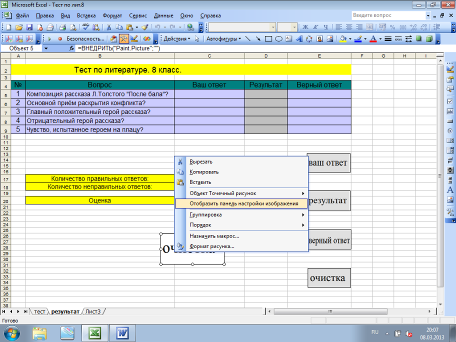 Microsoft Excel - Тест по лит8
Файл Правка Вид Вставка Формат Сервис Данные Окно Справка
Введите вопрос
Безопасность...
Действия Автофигуры
Объект 5 =ВНЕДРИТЬ("Paint.Picture";"")
A B C D E F G H I
Тест по литературе. 8 класс.
№ Вопрос Ваш ответ Результат Верный ответ
1 Композиция рассказа Л.Толстого "После бала"?
2 Основной приём раскрытия конфликта?
3 Главный положительный герой рассказа?
4 Отрицательный герой рассказа?
5 Чувство, испытанное героем на плацу?
ваш ответ
Количество правильных ответов:
Количество неправильных ответов:
Оценка
результат
верный ответ
очистка
Вырезать
Копировать
Вставить
Объект Точечный рисунок
Отобразить панель настройки изображения
Группировка
Порядок
Назначить макрос...
Формат рисунка...
тест результат Лист3
Готово
RU
20:07
08.03.2013